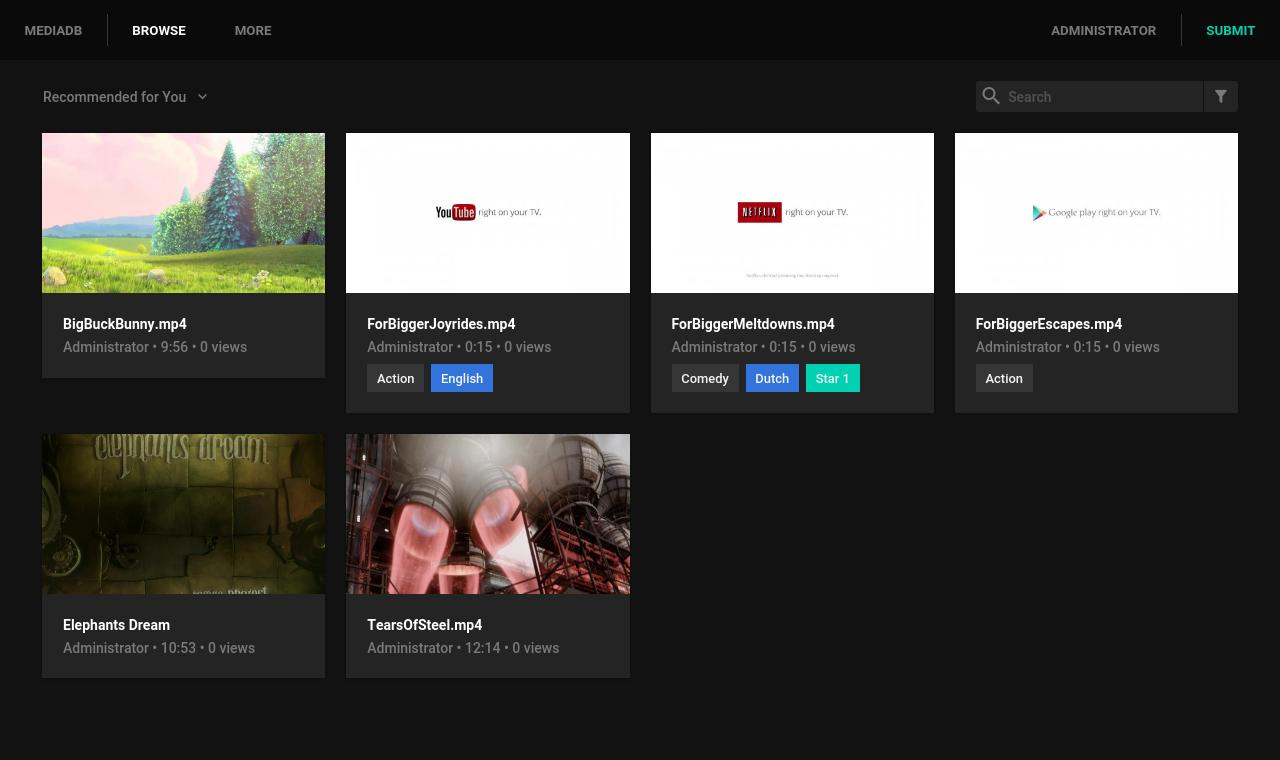 MEDIADB
BROWSE
MORE
ADMINISTRATOR
SUBMIT
Recommended for You
Search
YouTube right on your TV.
NETFLIX right on your TV.
Google play right on your TV.
BigBuckBunny.mp4
Administrator • 9:56 • 0 views
ForBiggerJoyrides.mp4
Administrator • 0:15 • 0 views
Action
English
ForBiggerMeltdowns.mp4
Administrator • 0:15 • 0 views
Comedy
Dutch
Star 1
ForBiggerEscapes.mp4
Administrator • 0:15 • 0 views
Action
elephants dream
project
Elephants Dream
Administrator • 10:53 • 0 views
TearsOfSteel.mp4
Administrator • 12:14 • 0 views